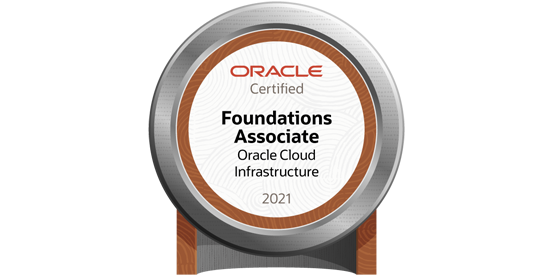 ORACLE
Certified
Foundations
Associate
Oracle Cloud
Infrastructure
2021